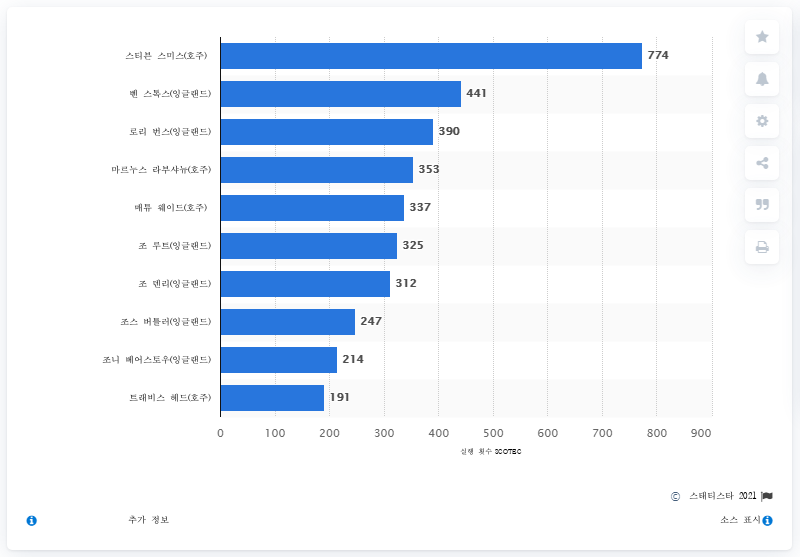 스티븐 스미스(호주) 774
벤 스톡스(잉글랜드) 441
로리 번스(잉글랜드) 390
마르누스 라부샤뉴(호주) 353
매튜 웨이드(호주) 337
조 루트(잉글랜드) 325
조 덴리(잉글랜드) 312
조스 버틀러(잉글랜드) 247
조니 베어스토우(잉글랜드) 214
트래비스 헤드(호주) 191
0 100 200 300 400 500 600 700 800 900
실행 횟수 SCOTEC
© 스태티스타 2021
추가 정보 소스 표시